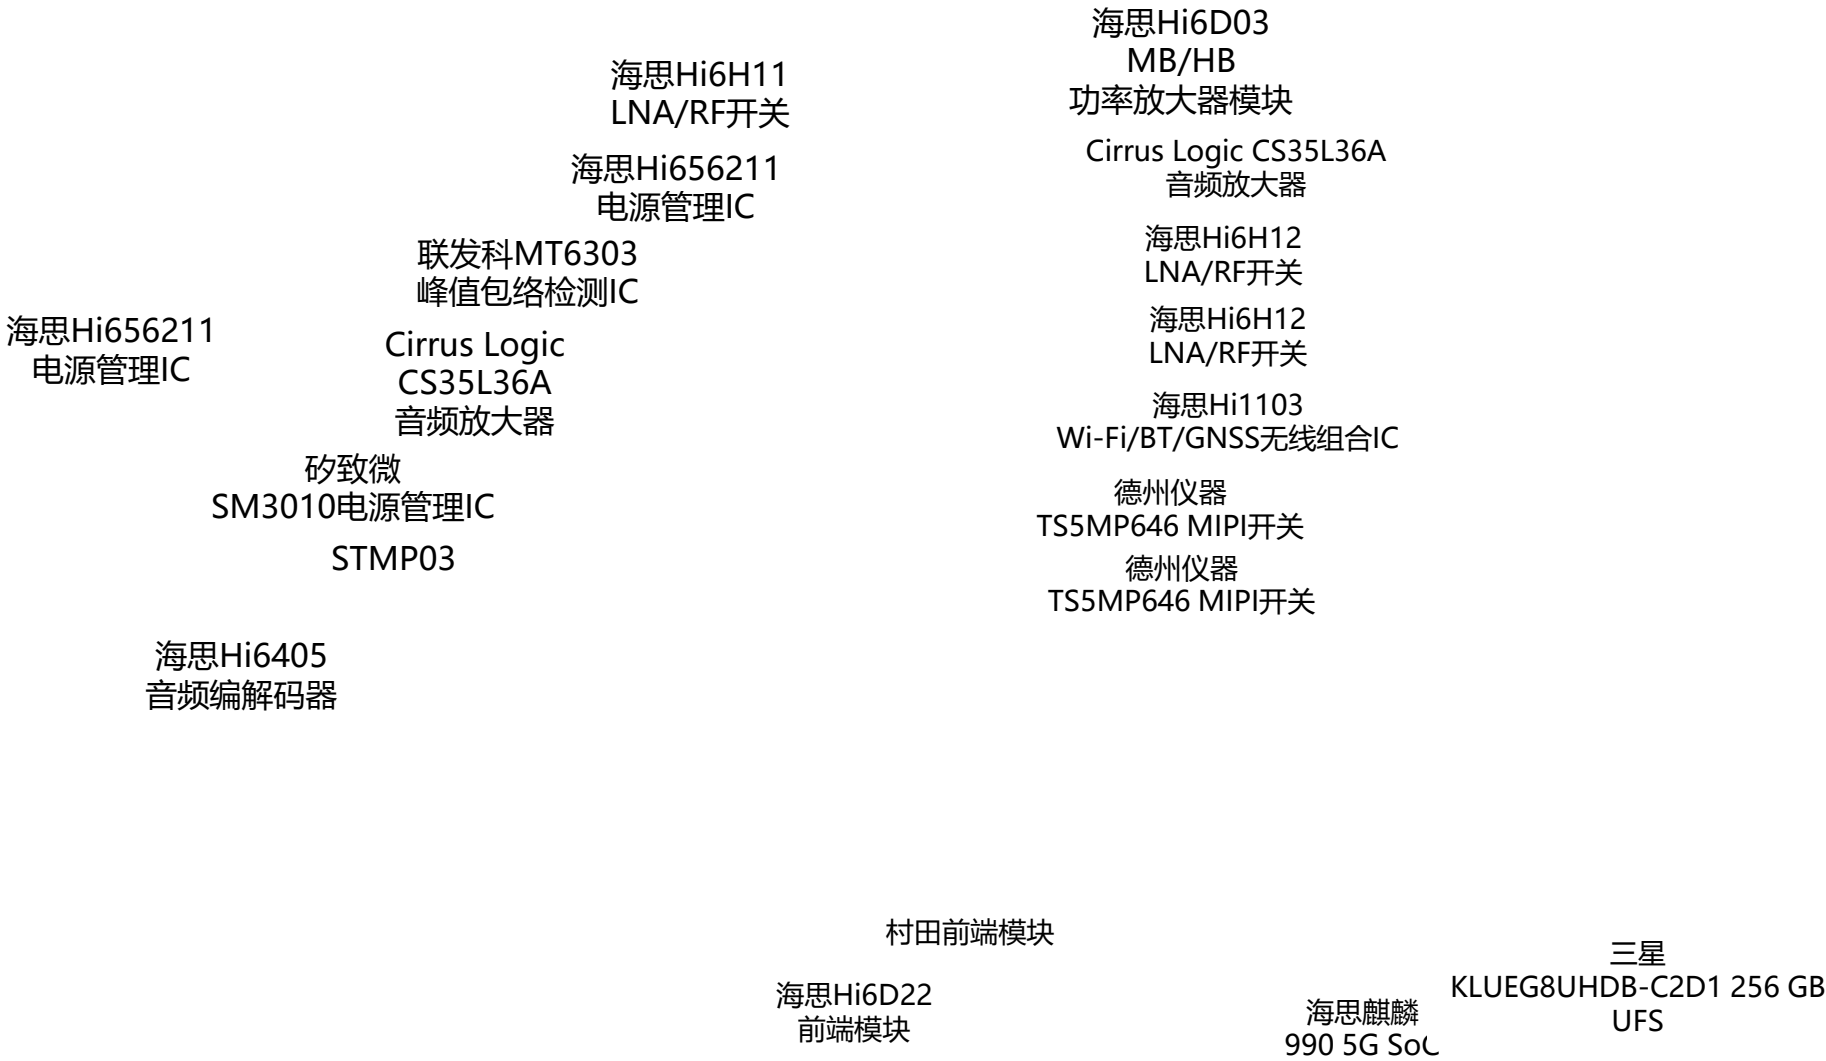 海思Hi6D03
MB/HB
功率放大器模块
海思Hi6H11
LNA/RF开关
Cirrus Logic CS35L36A
音频放大器
海思Hi656211
电源管理IC
海思Hi6H12
LNA/RF开关
联发科MT6303
峰值包络检测IC
海思Hi6H12
LNA/RF开关
海思Hi656211
电源管理IC
Cirrus Logic
CS35L36A
音频放大器
海思Hi1103
Wi-Fi/BT/GNSS无线组合IC
矽致微
SM3010电源管理IC
德州仪器
TS5MP646 MIPI开关
STMP03
德州仪器
TS5MP646 MIPI开关
海思Hi6405
音频编解码器
村田前端模块
海思Hi6D22
前端模块
三星
KLUEG8UHDB-C2D1 256 GB
UFS
海思麒麟
990 5G SoC